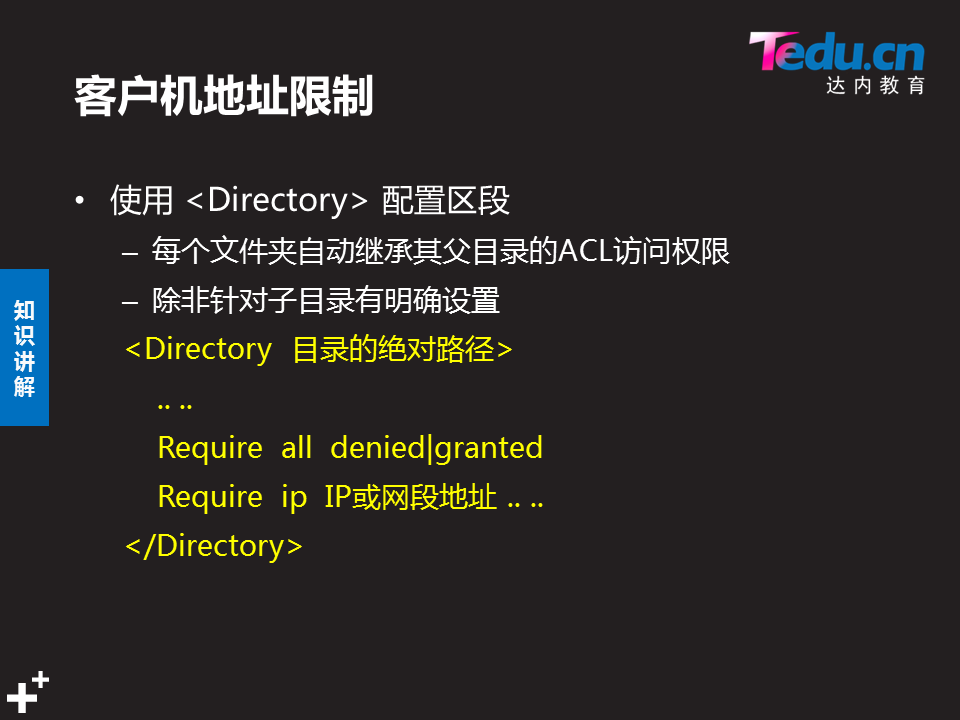 Tedu.cn
达内教育
客户机地址限制
• 使用 <Directory> 配置区段
– 每个文件夹自动继承其父目录的ACL访问权限
– 除非针对子目录有明确设置
<Directory 目录的绝对路径>
.. ..
Require all denied|granted
Require ip IP或网段地址 .. ..
</Directory>
知识讲解